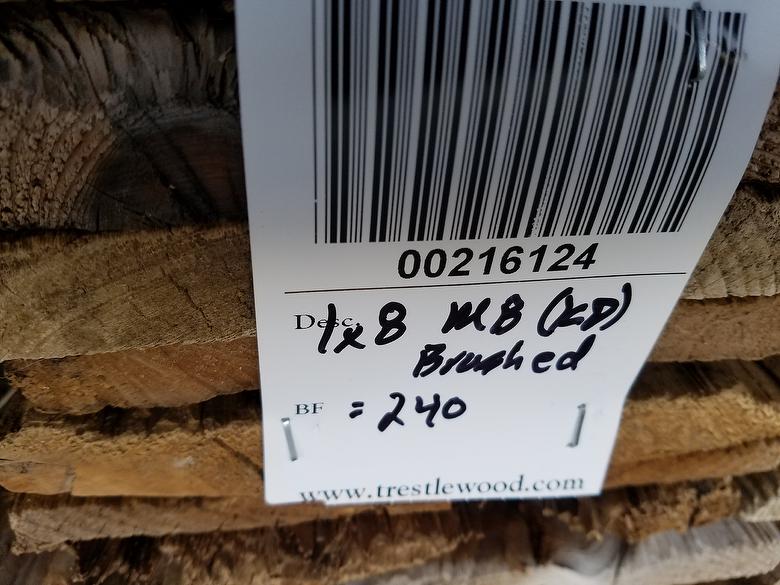 00216124
Desc. 1x8 MB (KD)
Brushed
BF = 240
www.trestlewood.com